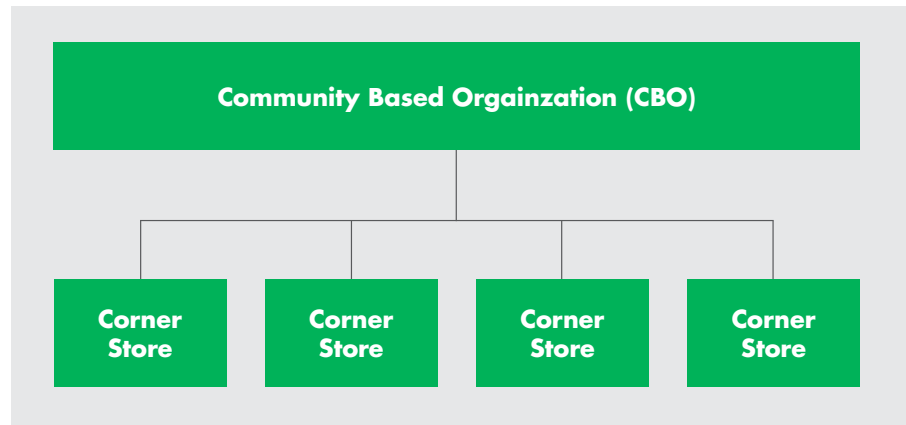 Community Based Orgainzation (CBO)
Corner
Store
Corner
Store
Corner
Store
Corner
Store